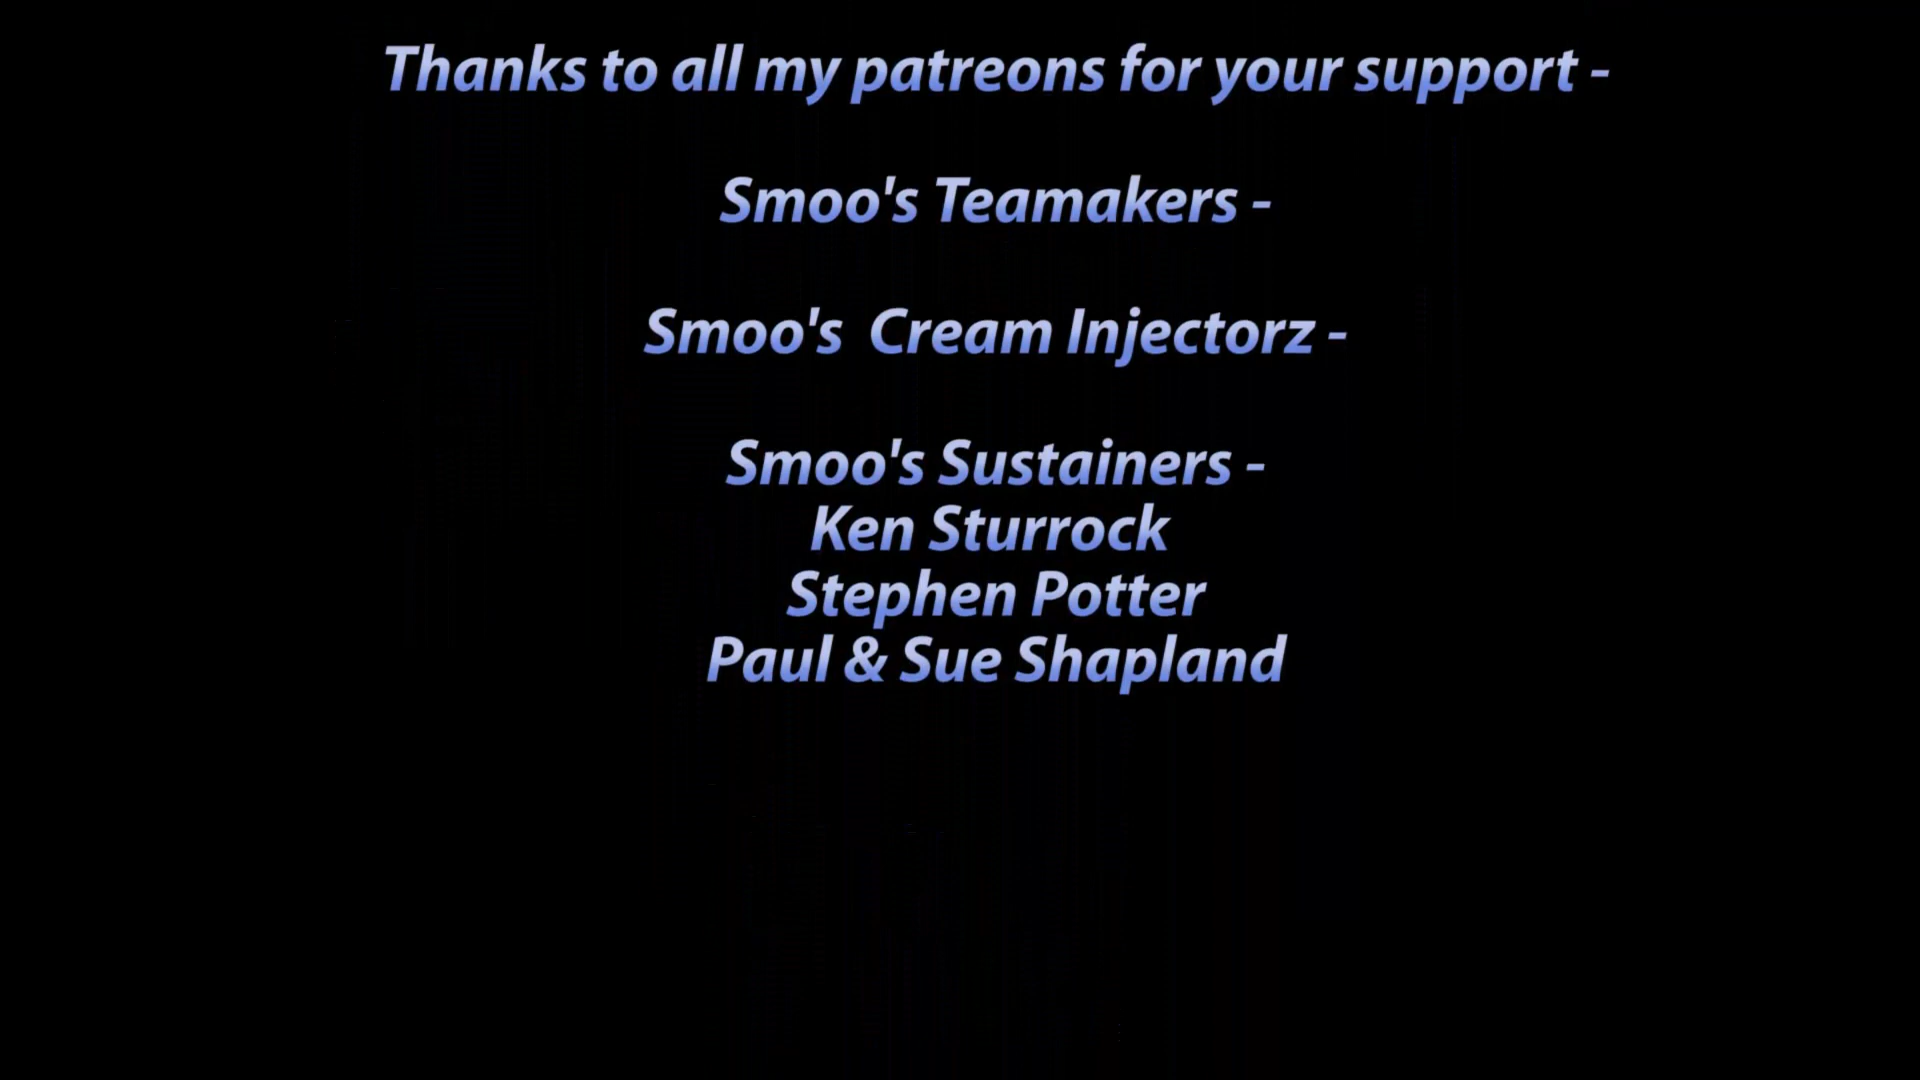 Thanks to all my patreons for your support -
Smoo's Teamakers -
Smoo's  Cream Injectorz -
Smoo's Sustainers -
Ken Sturrock
Stephen Potter
Paul & Sue Shapland